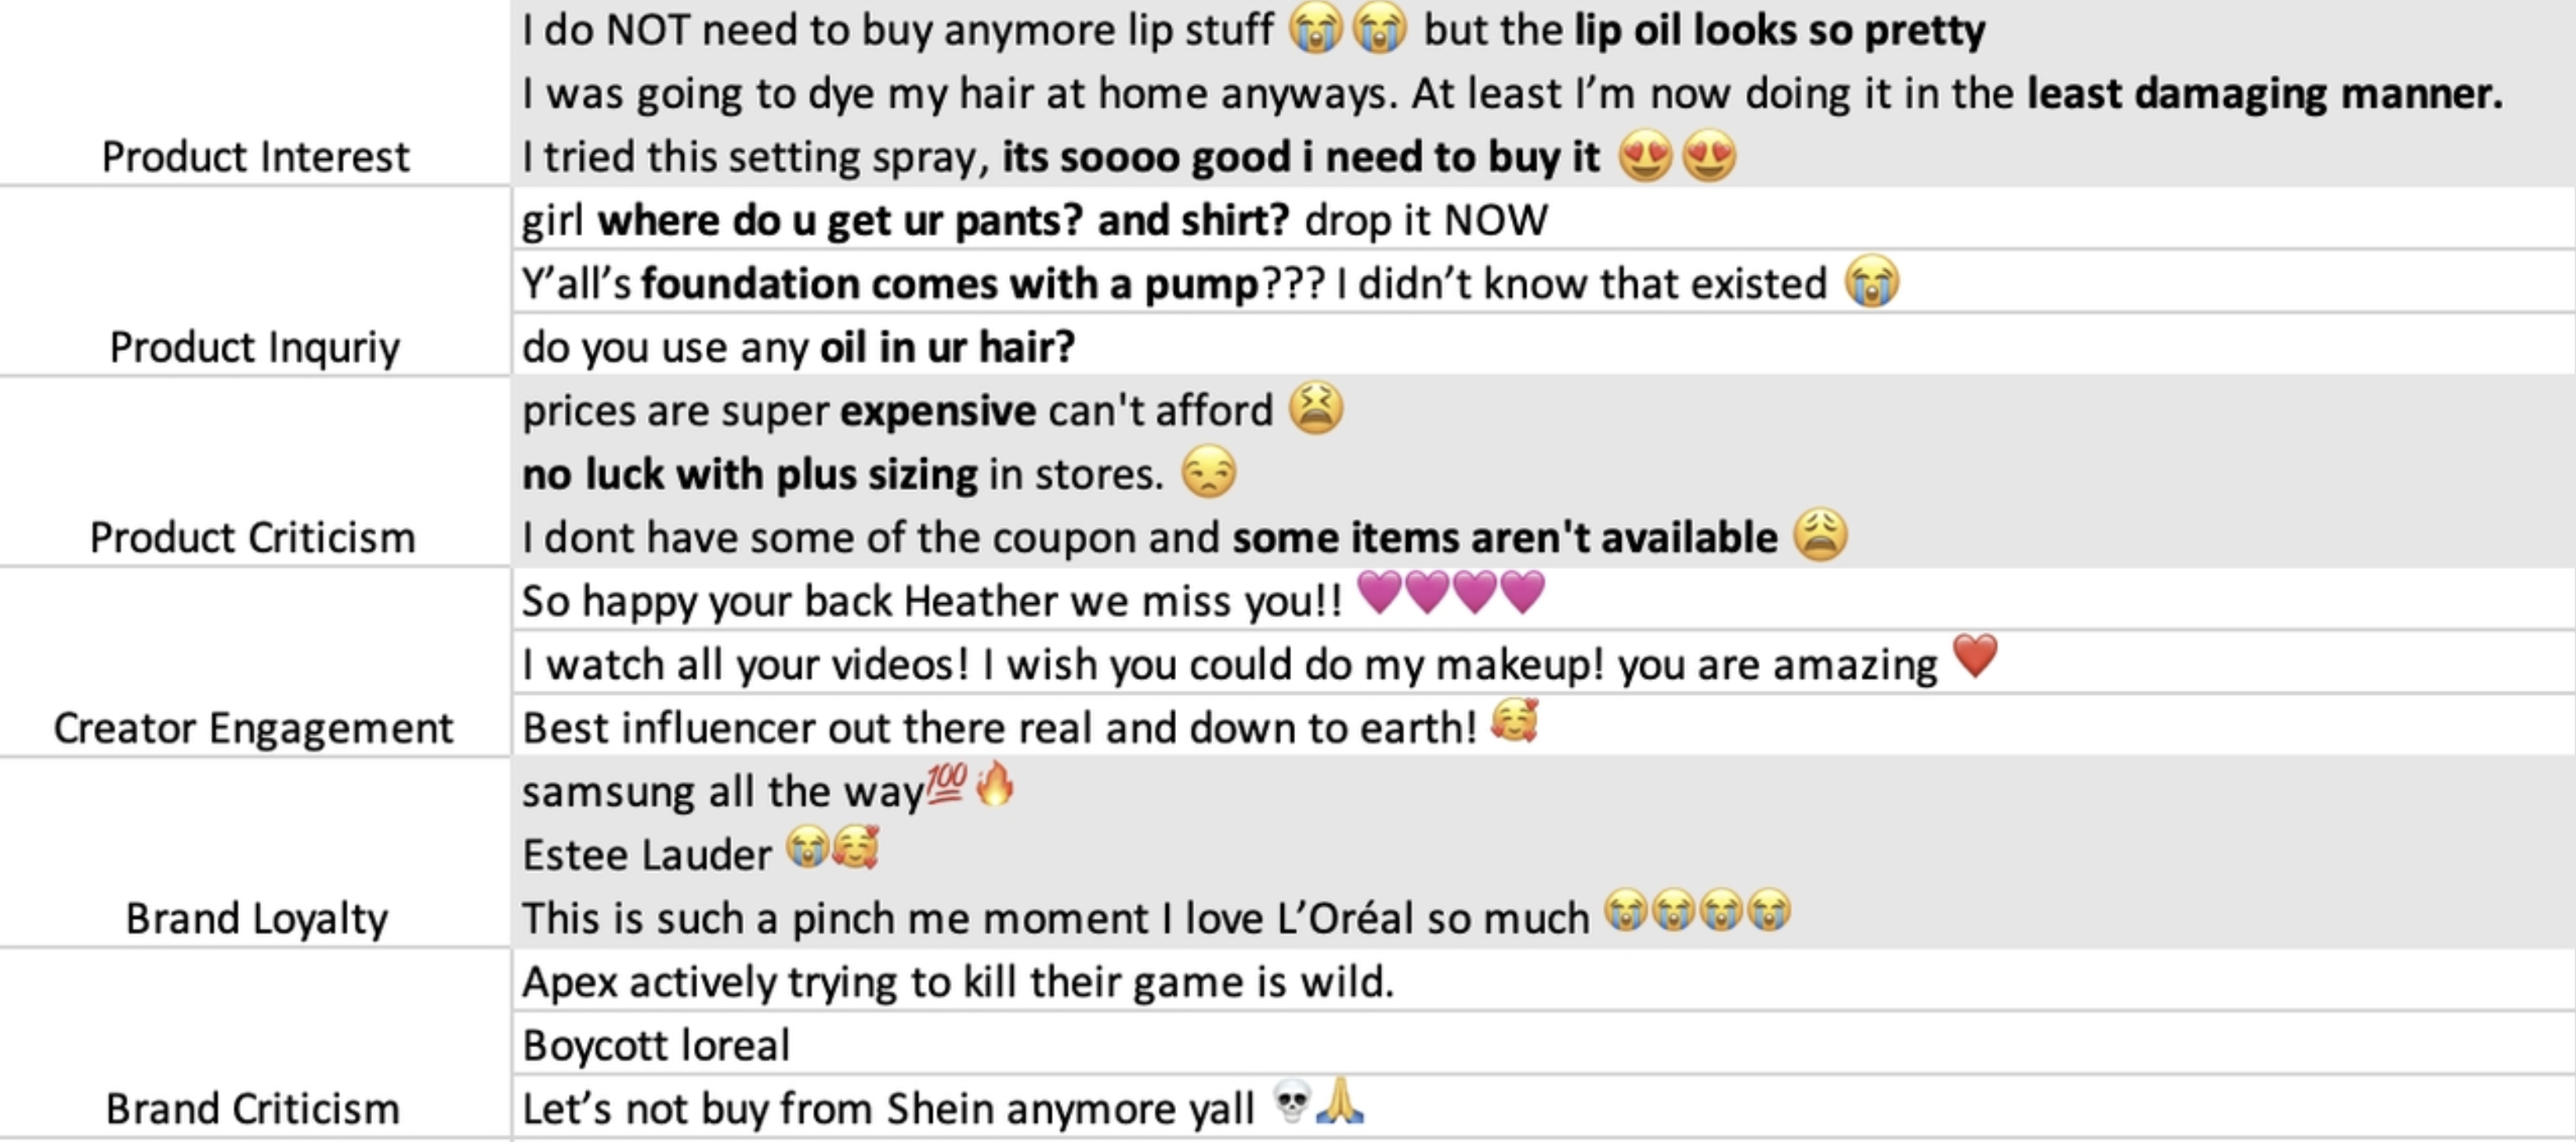 I do NOT need to buy anymore lip stuff 😭😭 but the lip oil looks so pretty
I was going to dye my hair at home anyways. At least I’m now doing it in the least damaging manner.
Product Interest
I tried this setting spray, its soooo good i need to buy it 😍😍
girl where do u get ur pants? and shirt? drop it NOW
Y’all’s foundation comes with a pump??? I didn’t know that existed 😭
Product Inquriy
do you use any oil in ur hair?
prices are super expensive can't afford 😫
no luck with plus sizing in stores. 😒
Product Criticism
I dont have some of the coupon and some items aren't available 😩
So happy your back Heather we miss you!! 💜💜💜💜
I watch all your videos! I wish you could do my makeup! you are amazing ❤️
Creator Engagement
Best influencer out there real and down to earth! 🥰
samsung all the way💯🔥
Estee Lauder 😭🥰
Brand Loyalty
This is such a pinch me moment I love L’Oréal so much 😭😭😭😭
Apex actively trying to kill their game is wild.
Boycott loreal
Brand Criticism
Let’s not buy from Shein anymore yall 💀🙏